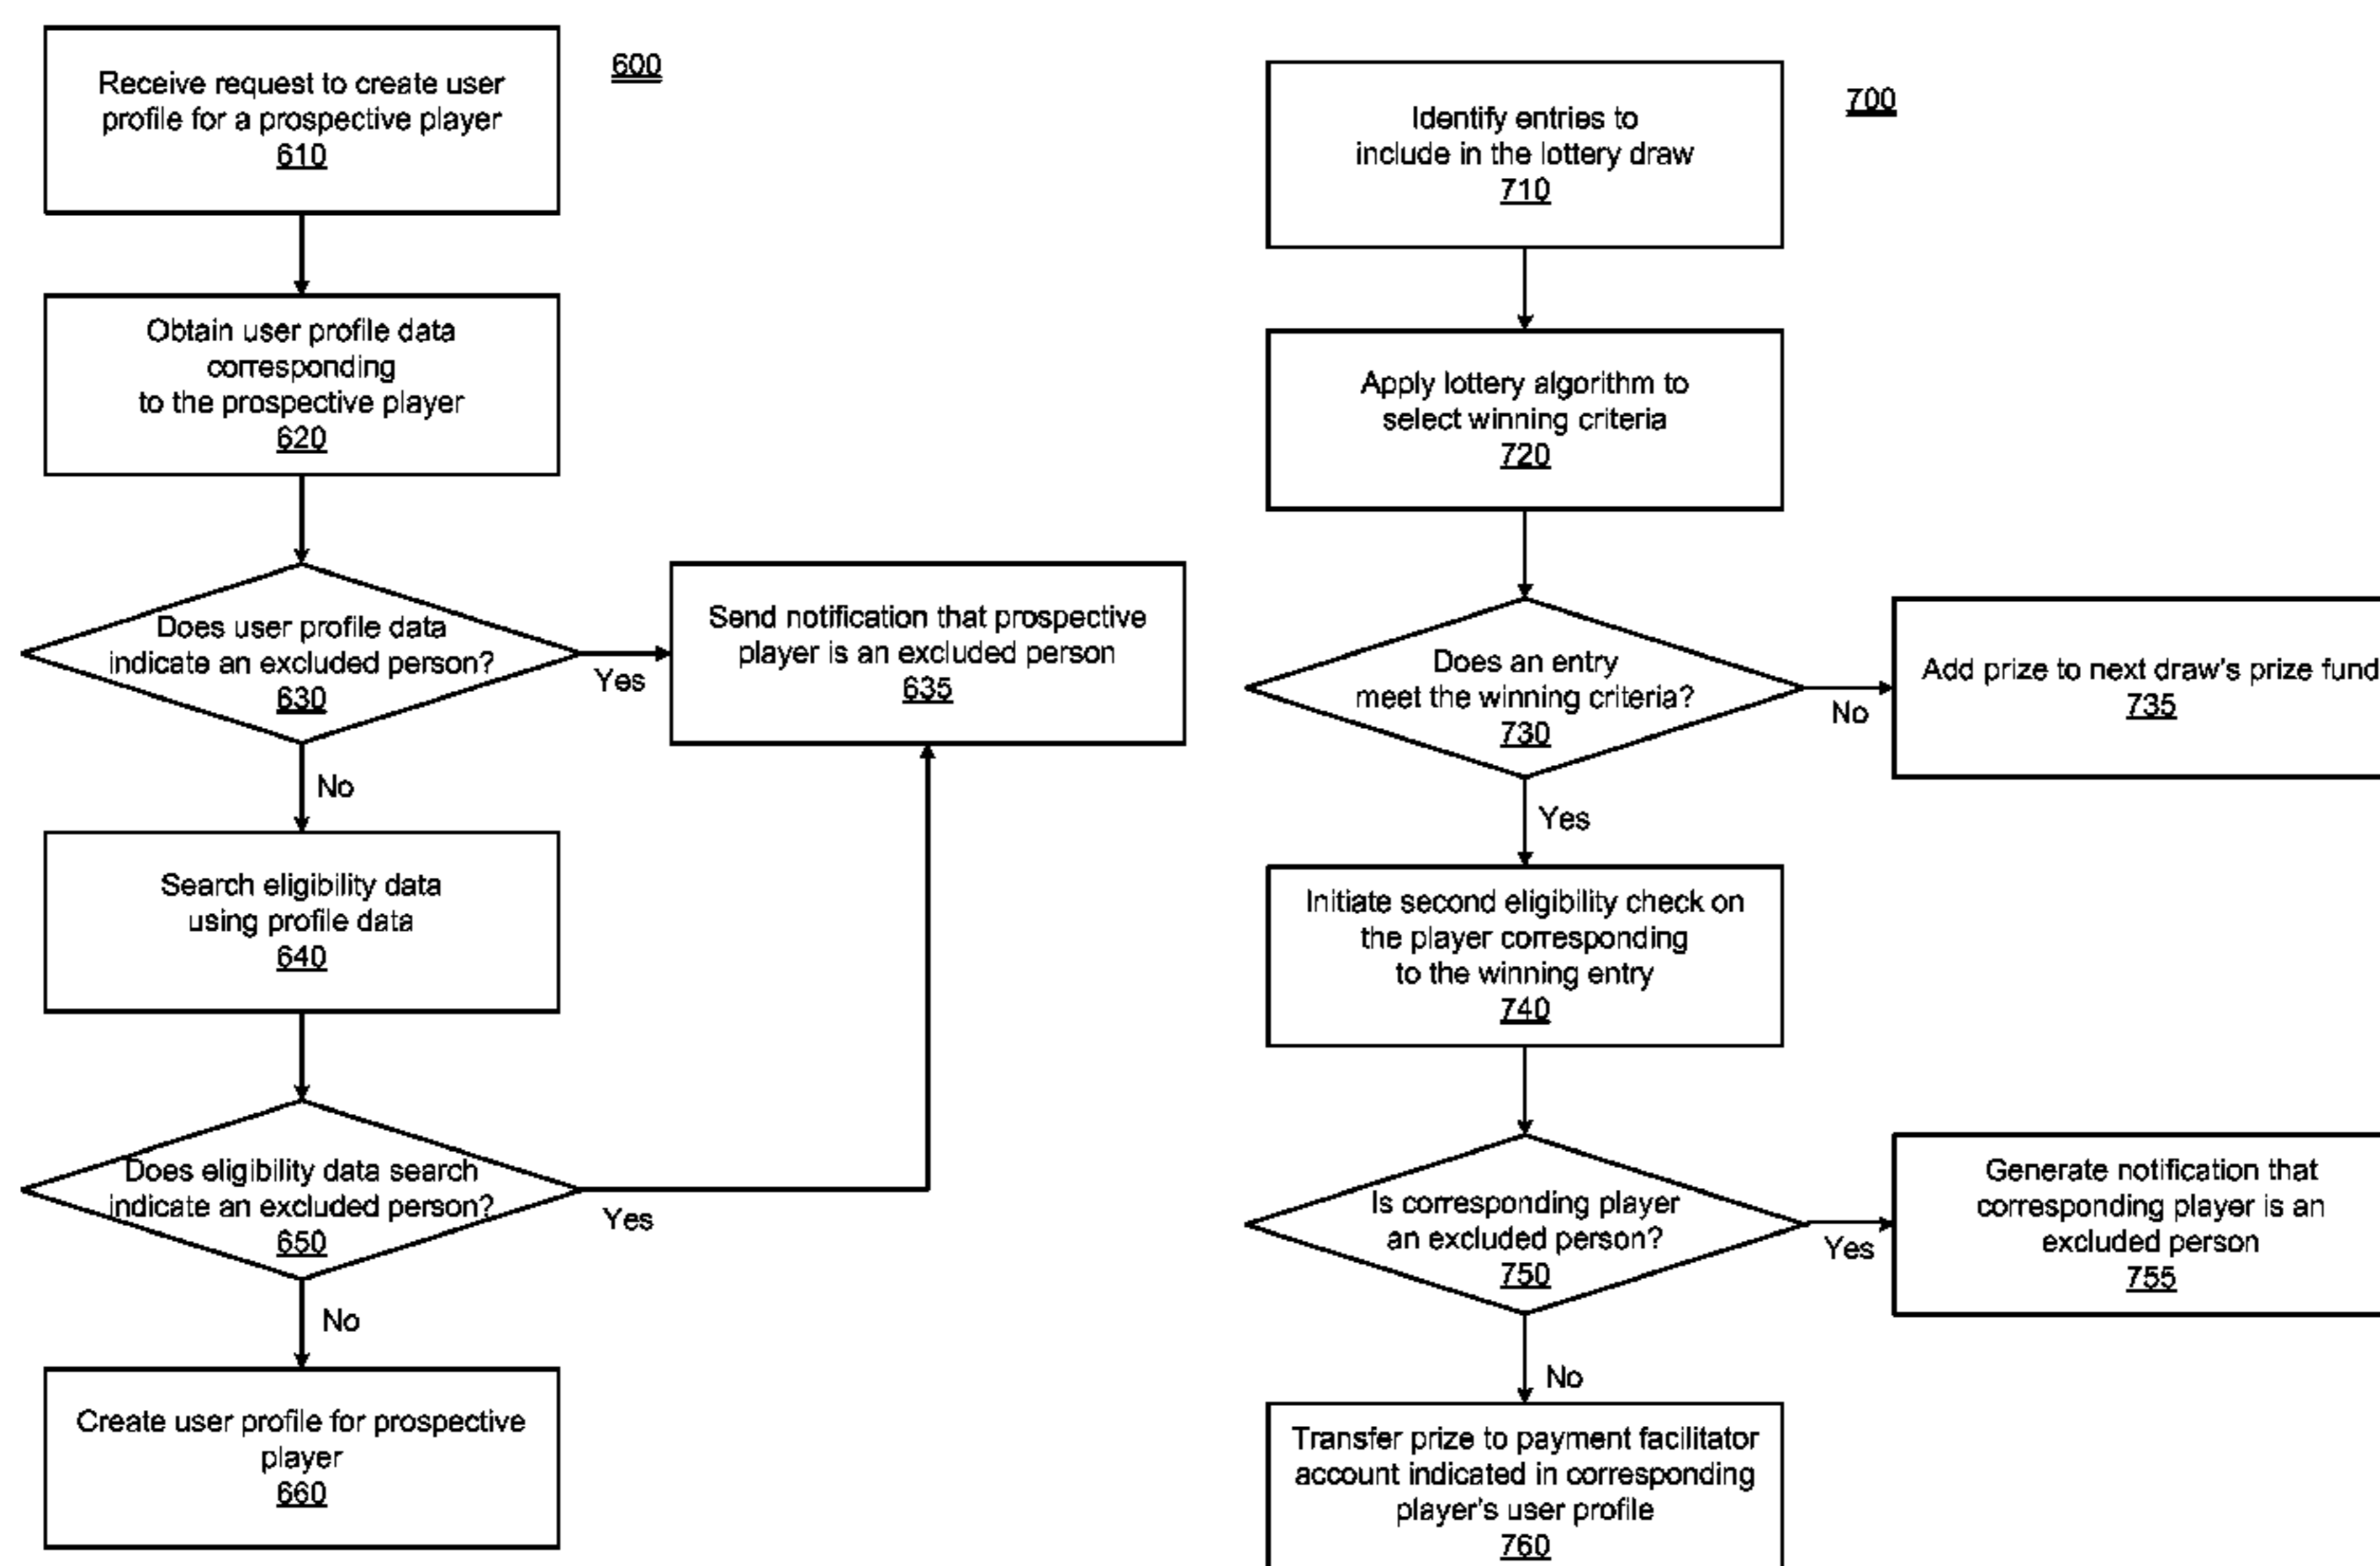 Receive request to create user
profile for a prospective player
610
600
Obtain user profile data
corresponding
to the prospective player
620
Does user profile data
indicate an excluded person?
630
Yes
Send notification that prospective
player is an excluded person
635
No
Search eligibility data
using profile data
640
Does eligibility data search
indicate an excluded person?
650
Yes
No
Create user profile for prospective
player
660
Identify entries to
include in the lottery draw
710
700
Apply lottery algorithm to
select winning criteria
720
Does an entry
meet the winning criteria?
730
No
Add prize to next draw's prize fund
735
Yes
Initiate second eligibility check on
the player corresponding
to the winning entry
740
Is corresponding player
an excluded person?
750
Yes
Generate notification that
corresponding player is an
excluded person
755
No
Transfer prize to payment facilitator
account indicated in corresponding
player's user profile
760